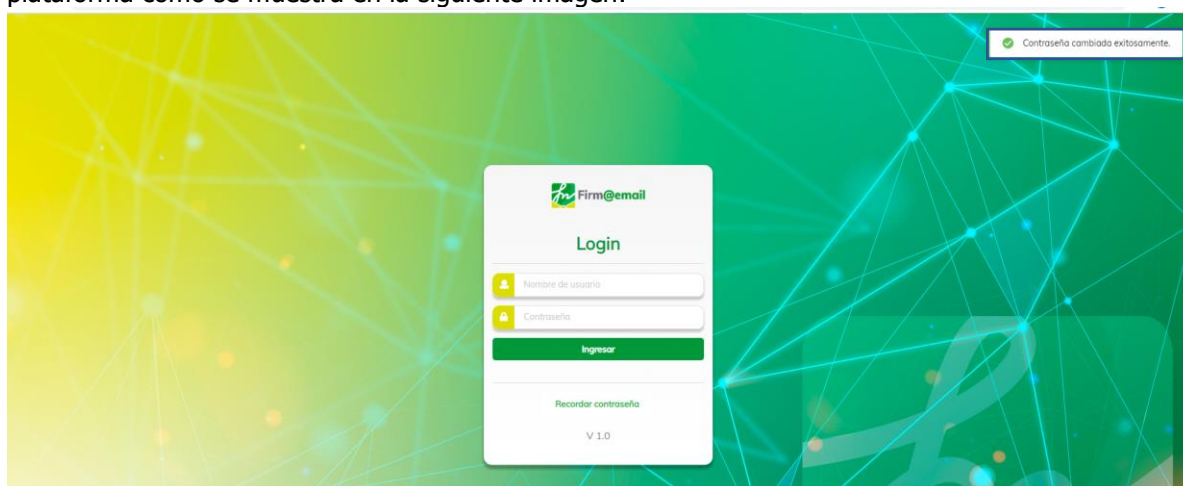 plataforma como se muestra en la siguiente imagen.
Contraseña cambiada exitosamente.
Firm@email
Login
Nombre de usuario
Contraseña
Ingresar
Recordar contraseña
V 1.0